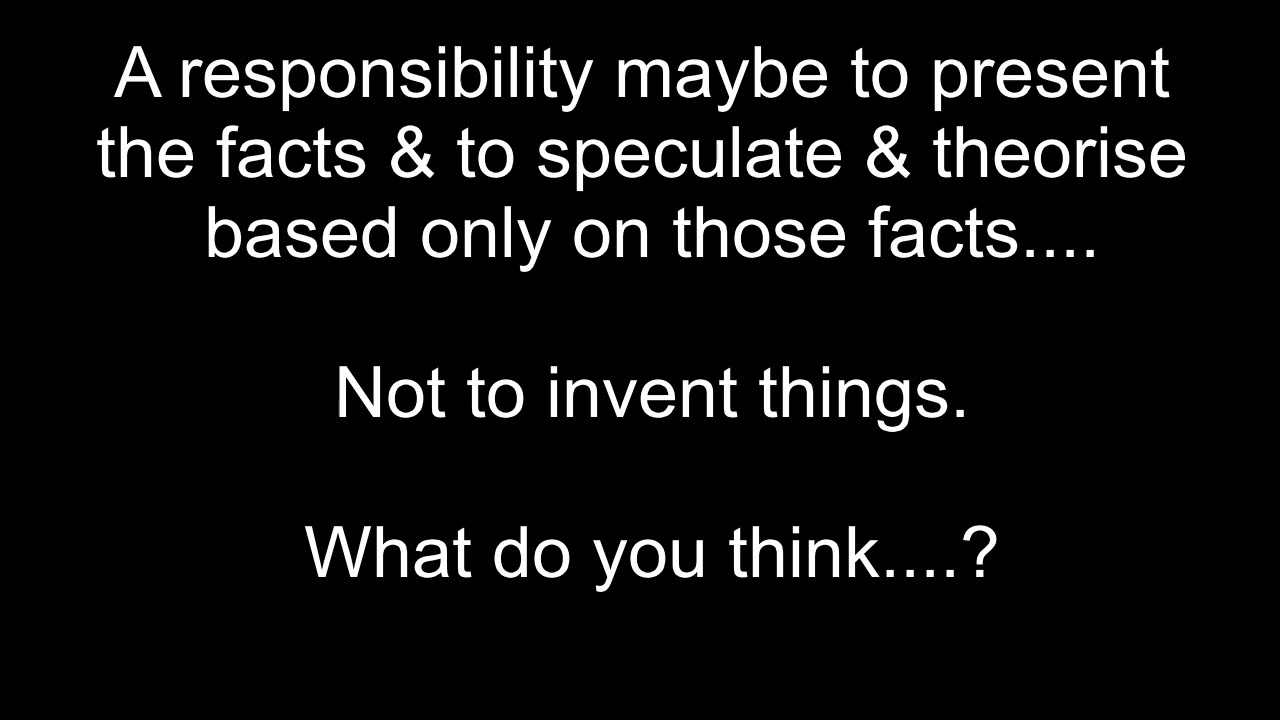 A responsibility maybe to present
the facts & to speculate & theorise
based only on those facts....
Not to invent things.
What do you think....?